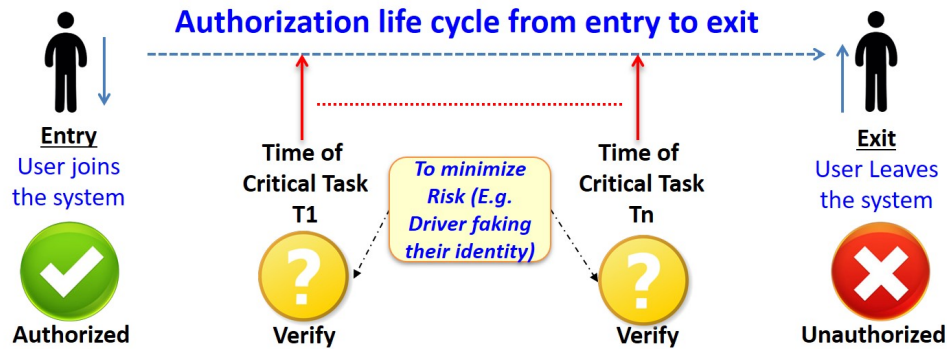 Authorization life cycle from entry to exit
Entry
User joins
the system
Authorized
Time of
Critical Task
T1
?
Verify
To minimize
Risk (E.g.
Driver faking
their identity)
Time of
Critical Task
Tn
?
Verify
Exit
User Leaves
the system
Unauthorized